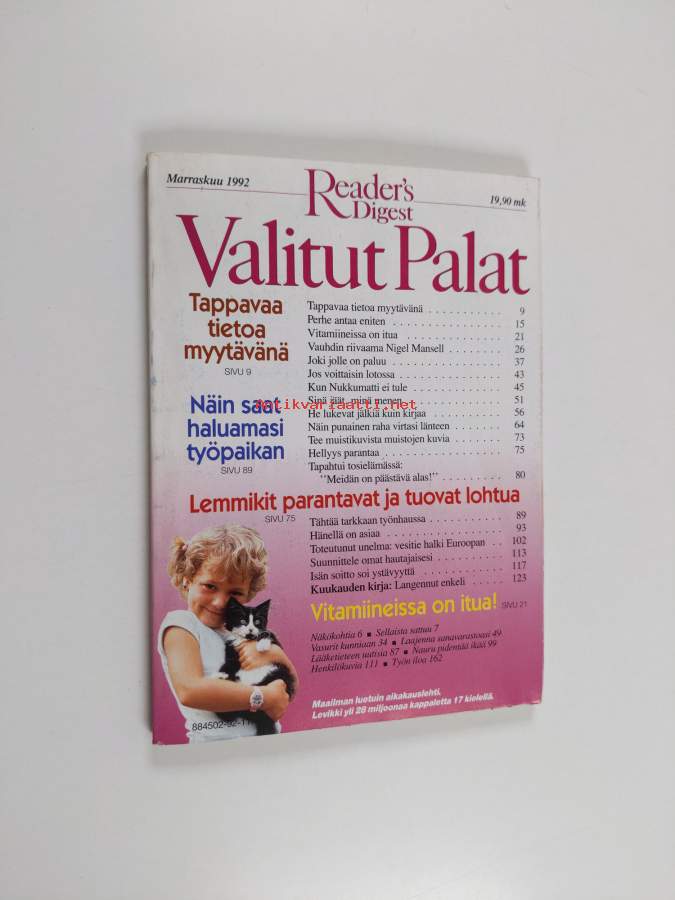 Marraskuu 1992
Reader's
Digest
19,90 mk
Valitut Palat
Tappavaa
tietoa
myytävänä
SIVU 9
Näin saat
haluamasi
työpaikan
SIVU 89
Tappavaa tietoa myytävänä . . . . . . . . . . 9
Perhe antaa eniten . . . . . . . . . . 15
Vitamiineissa on itua . . . . . . . . . . 21
Vauhdin riivaama Nigel Mansell . . . . . . . . 26
Joki jolle on paluu . . . . . . . . . . 37
Jos voittaisin lotossa . . . . . . . . . . 43
Kun Nukkumatti ei tule . . . . . . . . . . 45
Sinä jäät, minä menen . . . . . . . . . . 51
Antikvariaatti.net
He lukevat jälkiä kuin kirjaa . . . . . . . . . . 56
Näin punainen raha virtasi länteen . . . . . . 64
Tee muistikuvista muistojen kuvia . . . . . . 73
Hellyys parantaa . . . . . . . . . . 75
Tapahtui tosielämässä:
"Meidän on päästävä alas!" . . . . . . . . 80
Lemmikit parantavat ja tuovat lohtua
SIVU 75
Tähtää tarkkaan työnhaussa . . . . . . . . . . 89
Hänellä on asiaa . . . . . . . . . . 93
Toteutunut unelma: vesitie halki Euroopan . . 102
Suunnittele omat hautajaisesi . . . . . . . . 113
Isän soitto soi ystävyyttä . . . . . . . . 117
Kuukauden kirja: Langennut enkeli . . . . . 123
Vitamiineissa on itua! SIVU 21
Näkökohtia 6 ■ Sellaista sattuu 7
Vasurit kunniaan 34 ■ Laajenna sanavarastoasi 49
Lääketieteen uutisia 87 ■ Nauru pidentää ikää 99
Henkilökuvia 111 ■ Työn iloa 162
Maailman luetuin aikakauslehti.
Levikki yli 28 miljoonaa kappaletta 17 kielellä.
884502-92-11